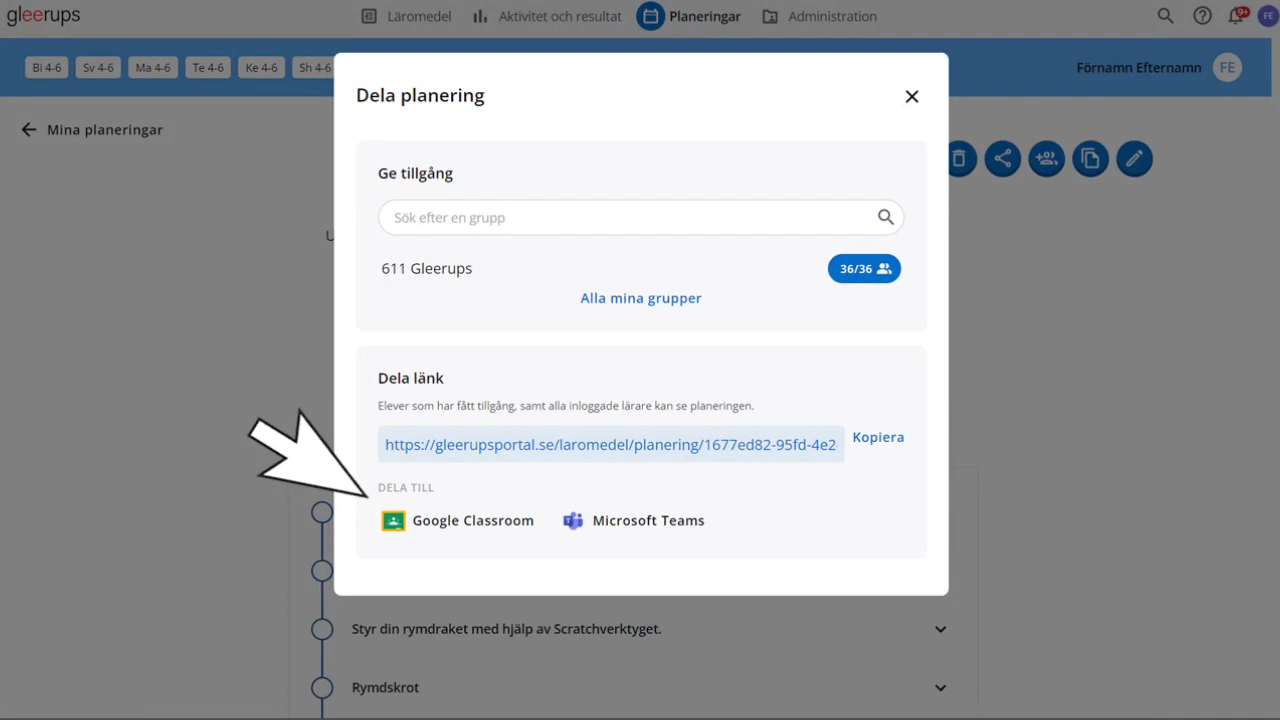 gleerups
Läromedel
Aktivitet och resultat
Planeringar
Administration
9+
FE
Bi 4-6
Sv 4-6
Ma 4-6
Te 4-6
Ke 4-6
Sh 4-6
Förnamn Efternamn
FE
Mina planeringar
Dela planering
Ge tillgång
Sök efter en grupp
611 Gleerups
36/36
Alla mina grupper
Dela länk
Elever som har fått tillgång, samt alla inloggade lärare kan se planeringen.
https://gleerupsportal.se/laromedel/planering/1677ed82-95fd-4e2
Kopiera
DELA TILL
Google Classroom
Microsoft Teams
Styr din rymdraket med hjälp av Scratchverktyget.
Rymdskrot